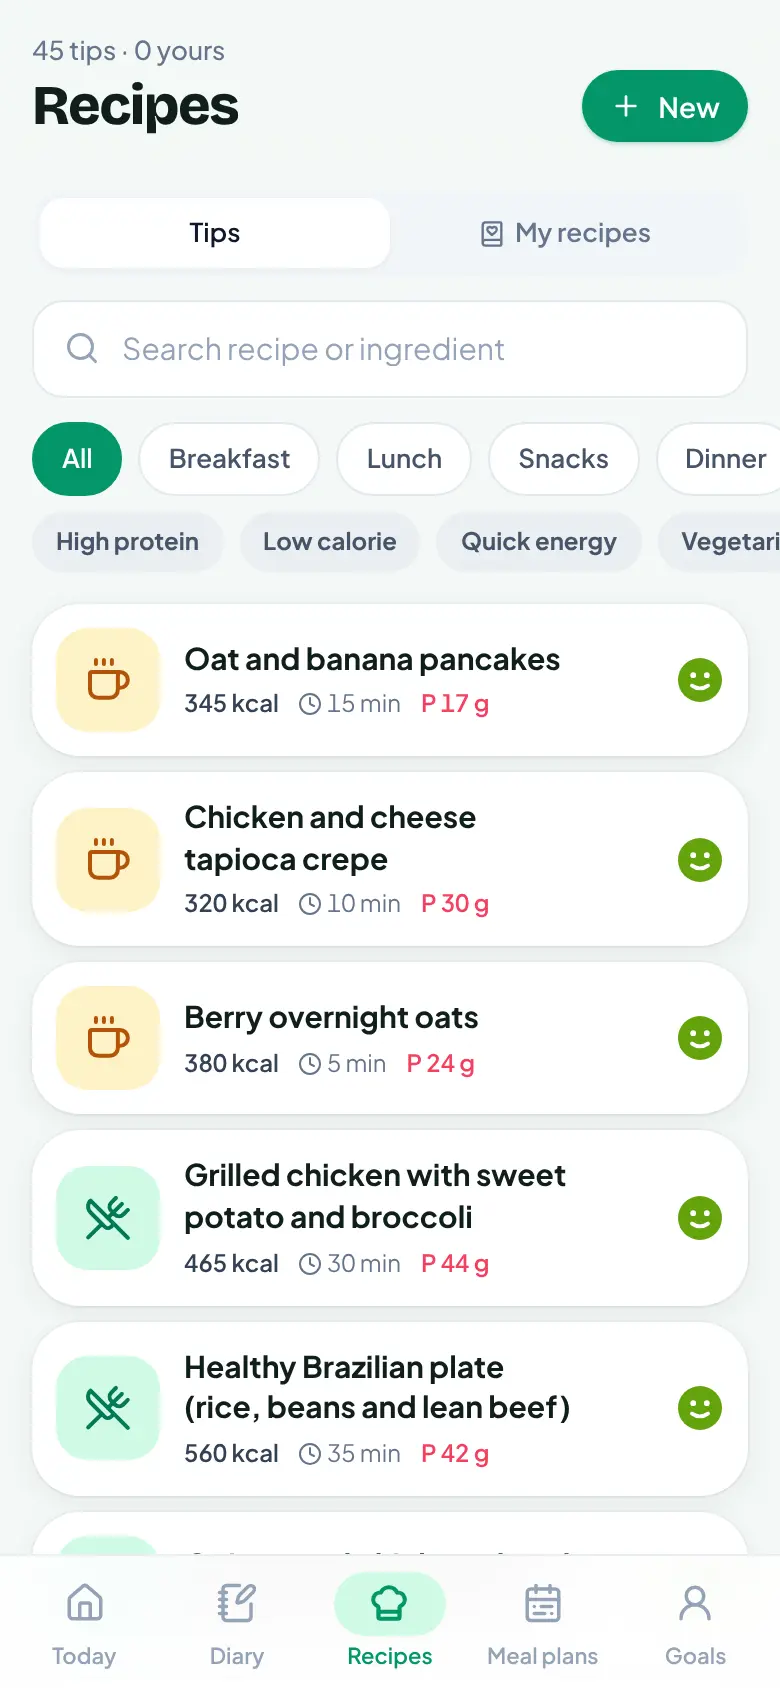 45 tips · 0 yours
Recipes
New
Tips
My recipes
Search recipe or ingredient
All
Breakfast
Lunch
Snacks
Dinner
High protein
Low calorie
Quick energy
Vegetari
Oat and banana pancakes
345 kcal 15 min P 17 g
Chicken and cheese
tapioca crepe
320 kcal 10 min P 30 g
Berry overnight oats
380 kcal 5 min P 24 g
Grilled chicken with sweet
potato and broccoli
465 kcal 30 min P 44 g
Healthy Brazilian plate
(rice, beans and lean beef)
560 kcal 35 min P 42 g
Today
Diary
Recipes
Meal plans
Goals